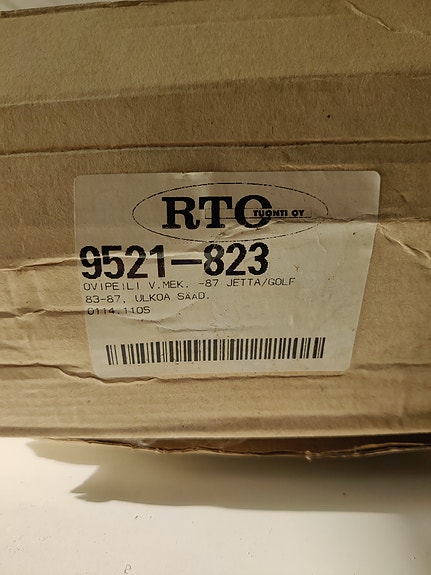 RTO
TUONTI OY
9521-823
OVIPEILI V.MEK. -87 JETTA/GOLF
83-87, ULKOA SÄÄD.
0114.110S